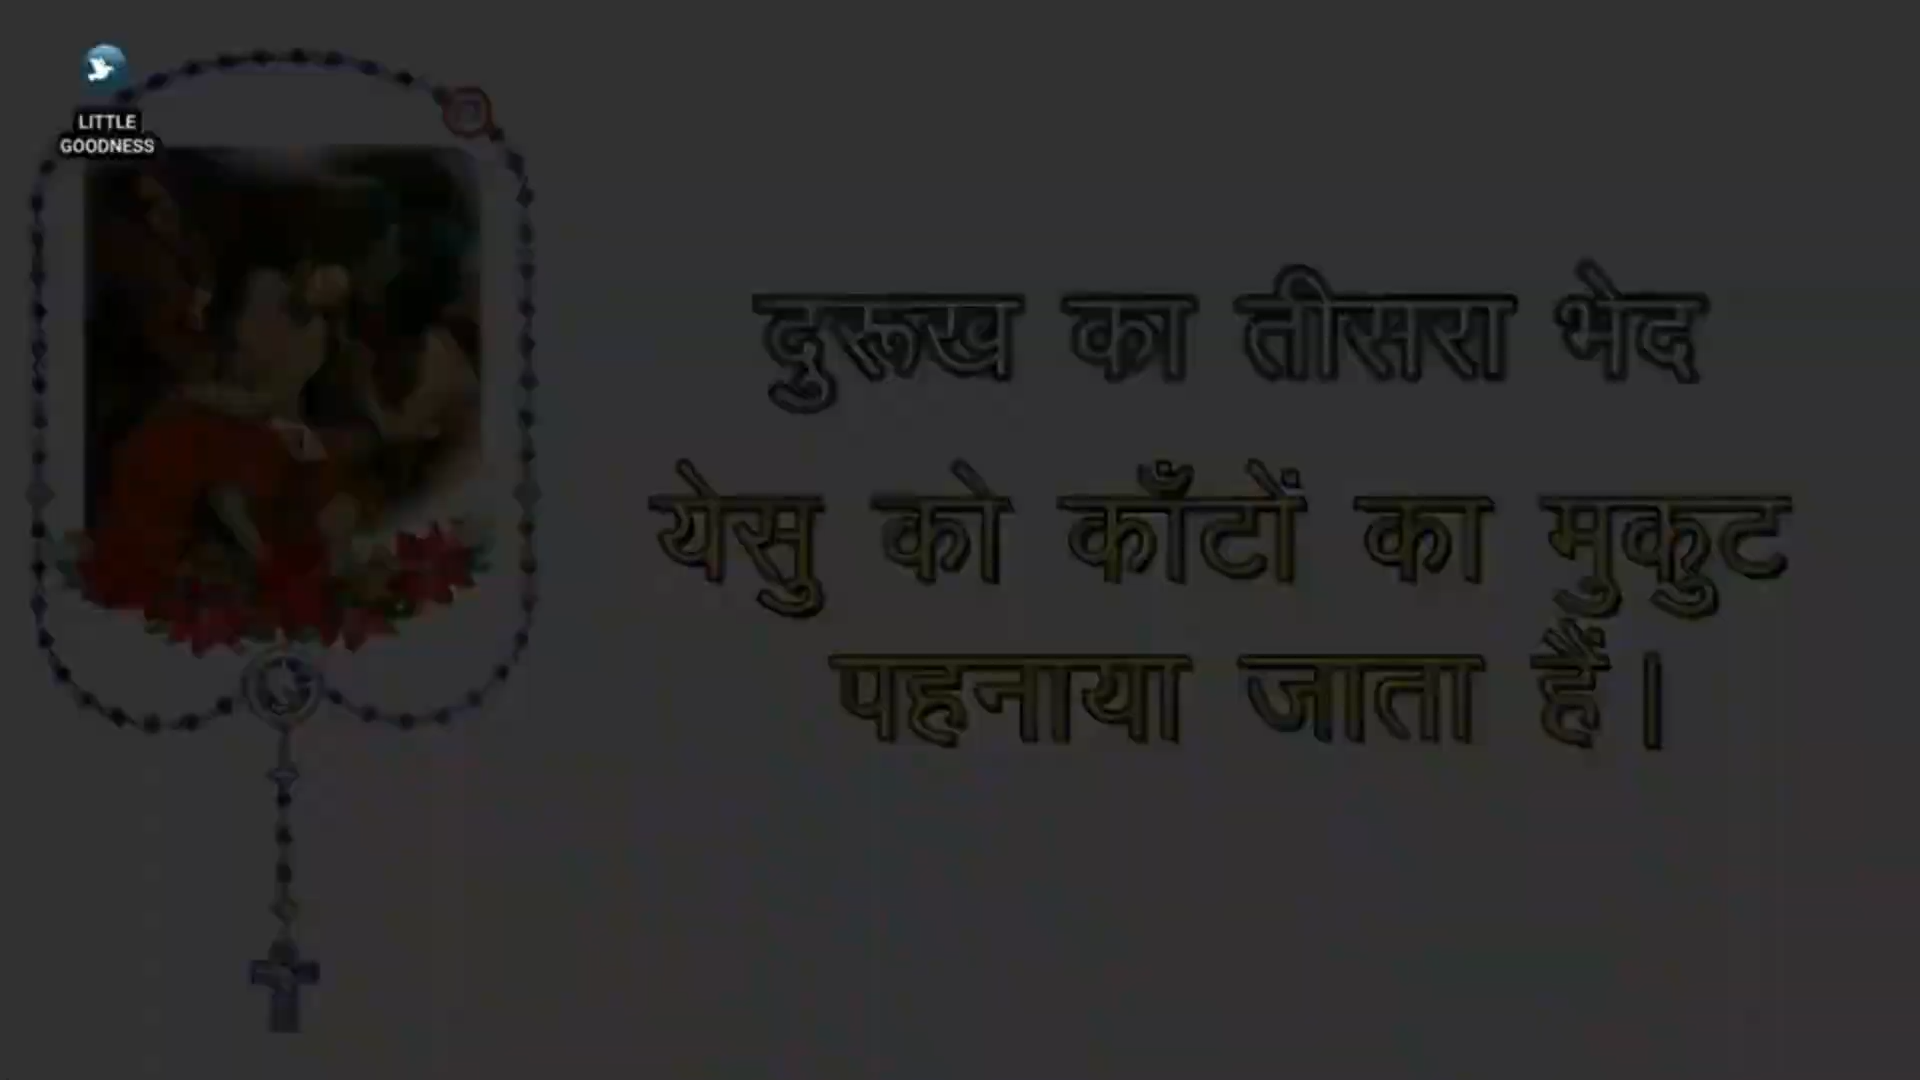 LITTLE
GOODNESS
दुरूख का तीसरा भेद
येसु को काँटों का मुकुट
पहनाया जाता हैं।